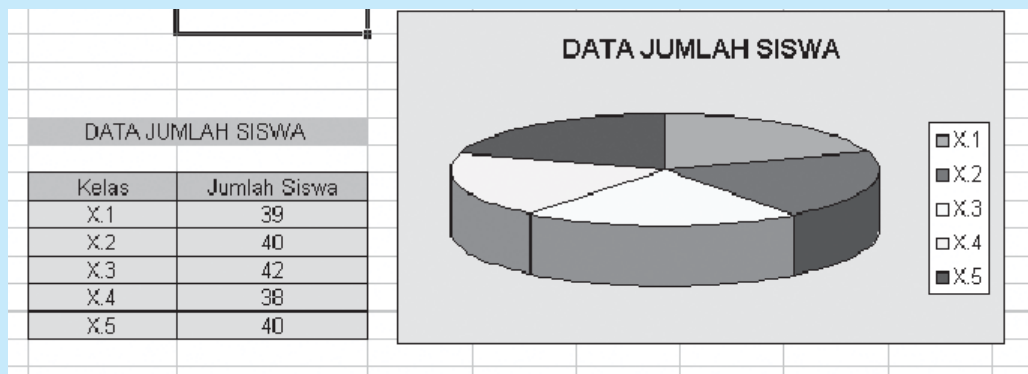 DATA JUMLAH SISWA
Kelas Jumlah Siswa
X.1 39
X.2 40
X.3 42
X.4 38
X.5 40
DATA JUMLAH SISWA
X.1
X.2
X.3
X.4
X.5